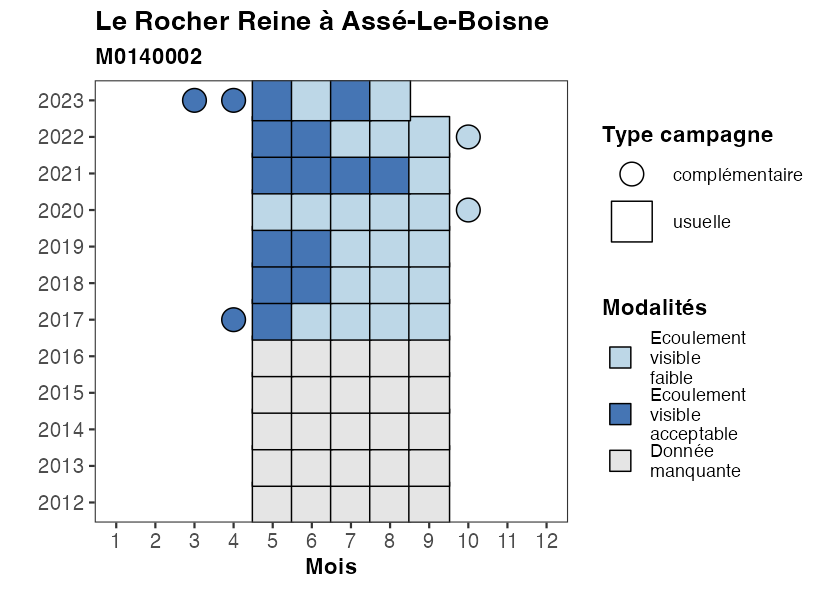 Le Rocher Reine à Assé-Le-Boisne
M0140002
2023
2022
2021
2020
2019
2018
2017
2016
2015
2014
2013
2012
1 2 3 4 5 6 7 8 9 10 11 12
Mois
Type campagne
complémentaire
usuelle
Modalités
Ecoulement
visible
faible
Ecoulement
visible
acceptable
Donnée
manquante